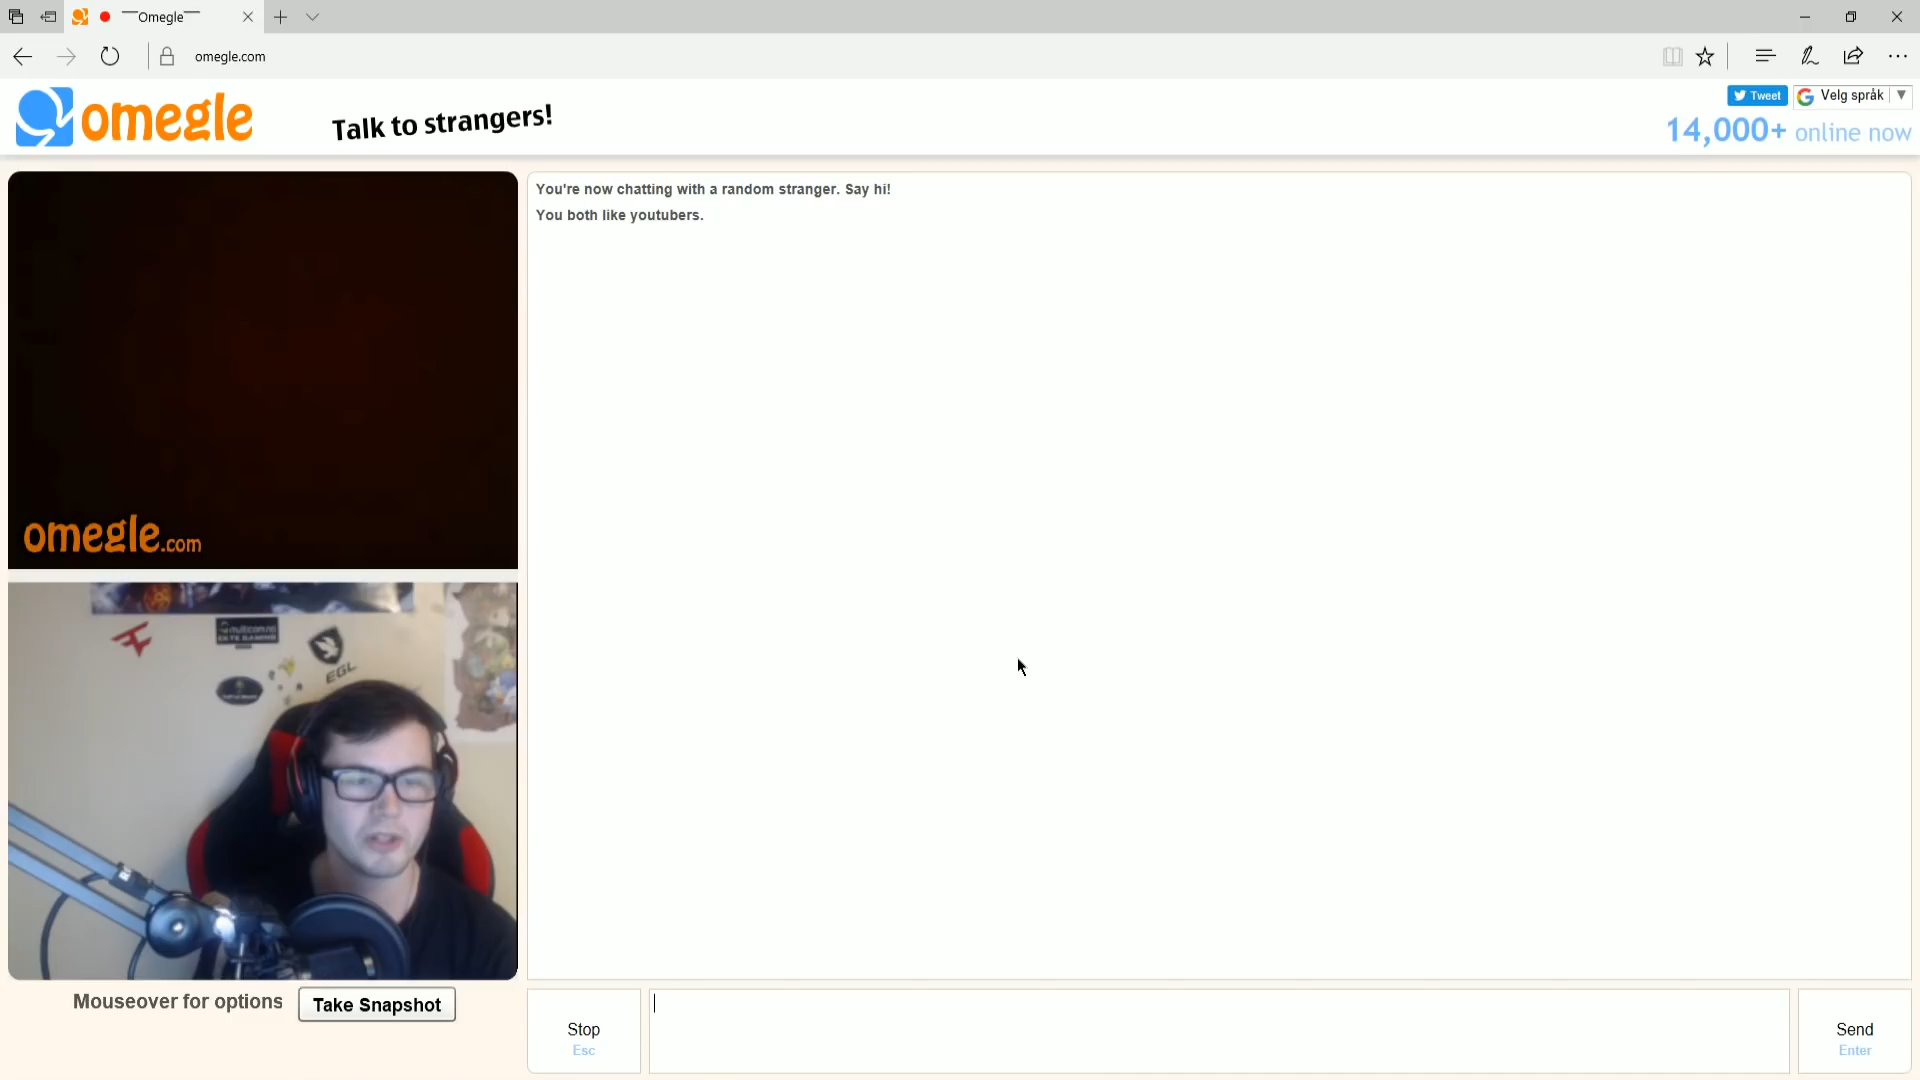 Omegle
omegle.com
omegle
Talk to strangers!
Tweet
Velg språk
14,000+ online now
You're now chatting with a random stranger. Say hi!
You both like youtubers.
omegle.com
EGL
Mouseover for options
Take Snapshot
Stop
Esc
Send
Enter